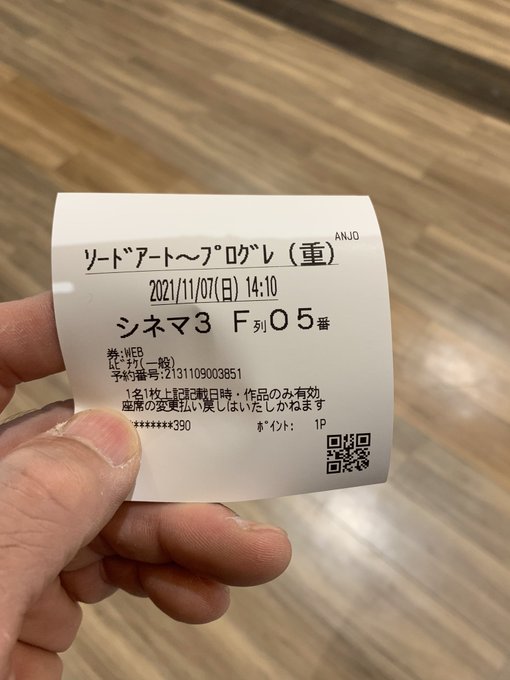 ANJO
ｿｰﾄﾞｱｰﾄ～ﾌﾟﾛｸﾞﾚ（重）
2021/11/07(日) 14:10
シネマ3 F列05番
券:WEB
ﾑﾋﾞﾁｹ(一般)
予約番号:2131109003851
1名1枚上記記載日時・作品のみ有効
座席の変更払い戻しはいたしかねます
*******390 ﾎﾟｲﾝﾄ: 1P